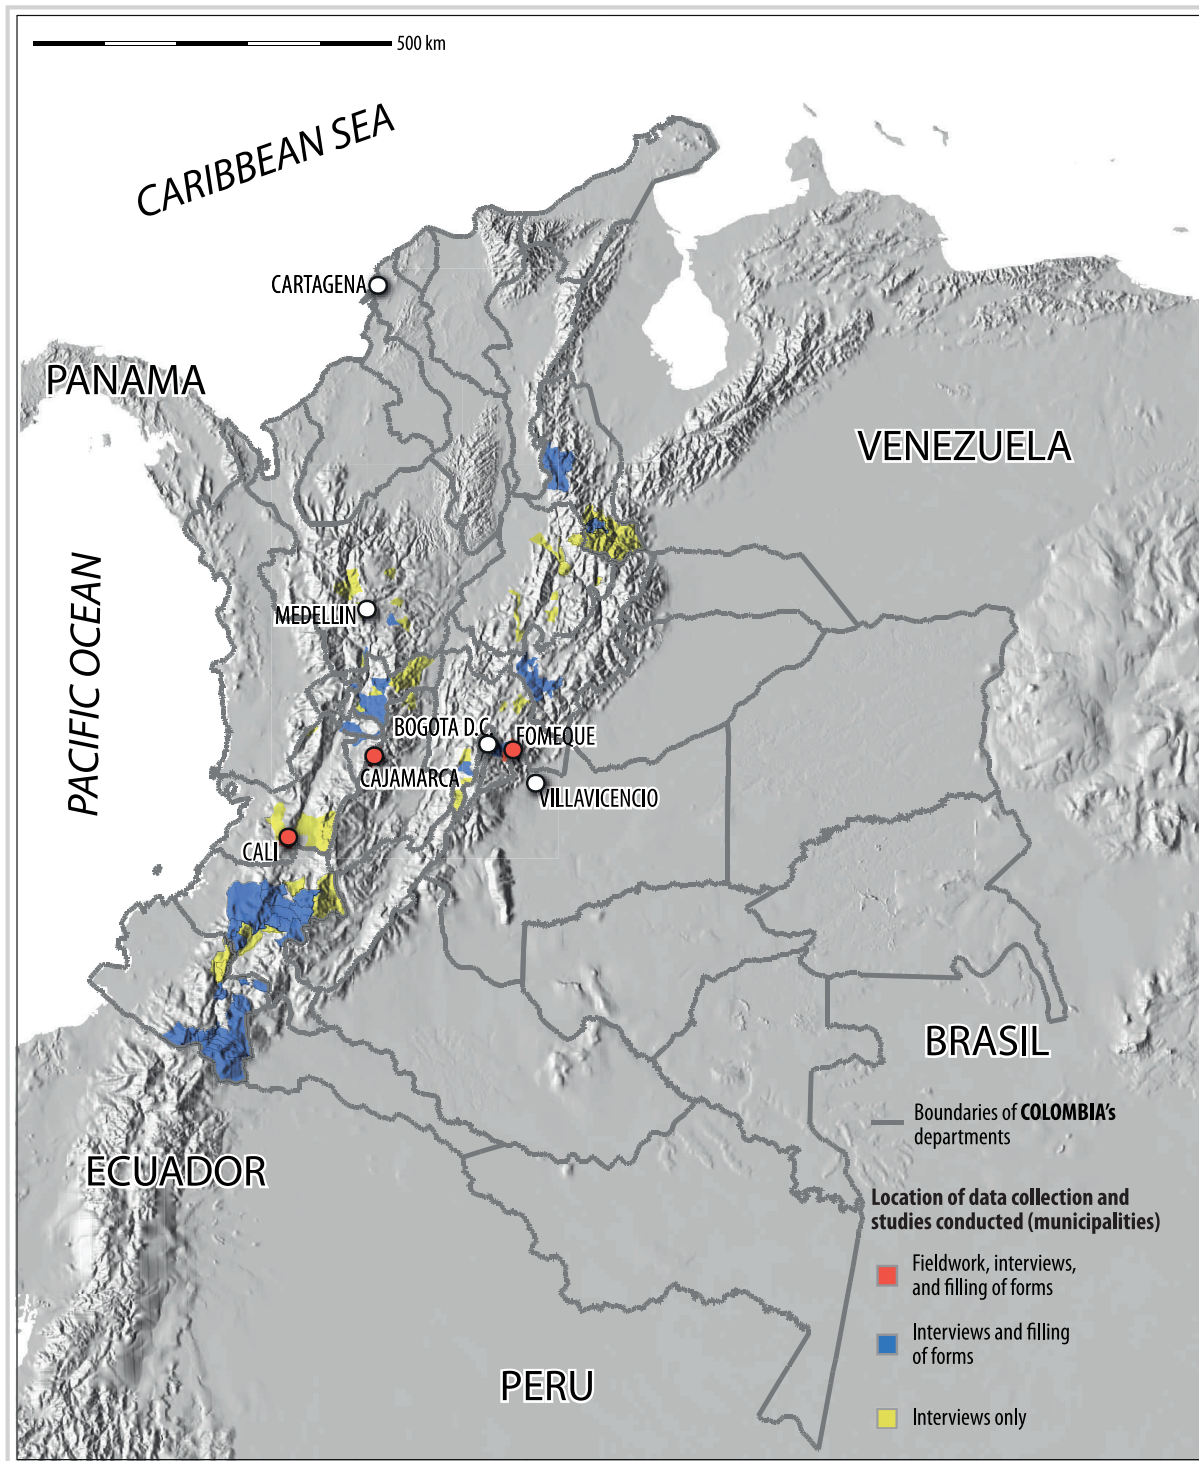 500 km
CARIBBEAN SEA
CARTAGENA
PANAMA
VENEZUELA
PACIFIC OCEAN
MEDELLIN
BOGOTA D.C.
FOMEQUE
CAJAMARCA
VILLAVICENCIO
CALI
BRASIL
Boundaries of COLOMBIA's
departments
ECUADOR
Location of data collection and
studies conducted (municipalities)
Fieldwork, interviews,
and filling of forms
Interviews and filling
of forms
PERU
Interviews only